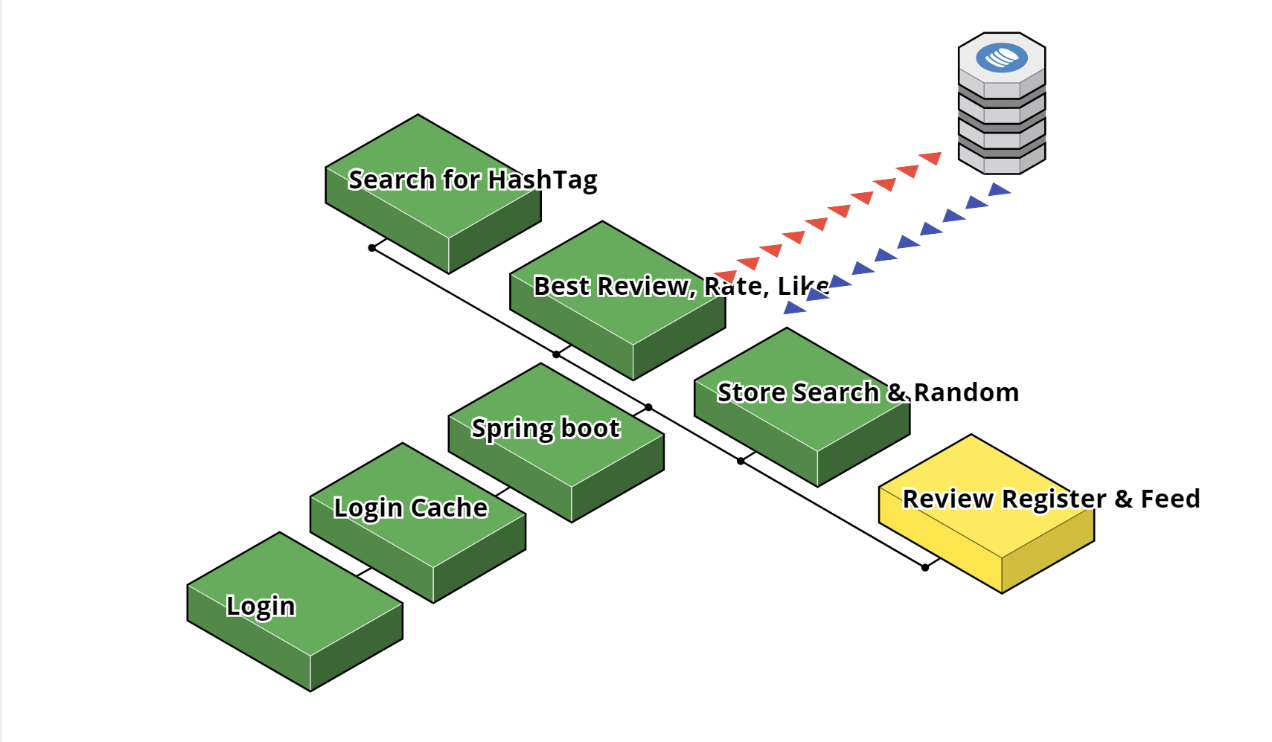 Search for HashTag
Best Review, Rate, Like
Store Search & Random
Spring boot
Review Register & Feed
Login Cache
Login